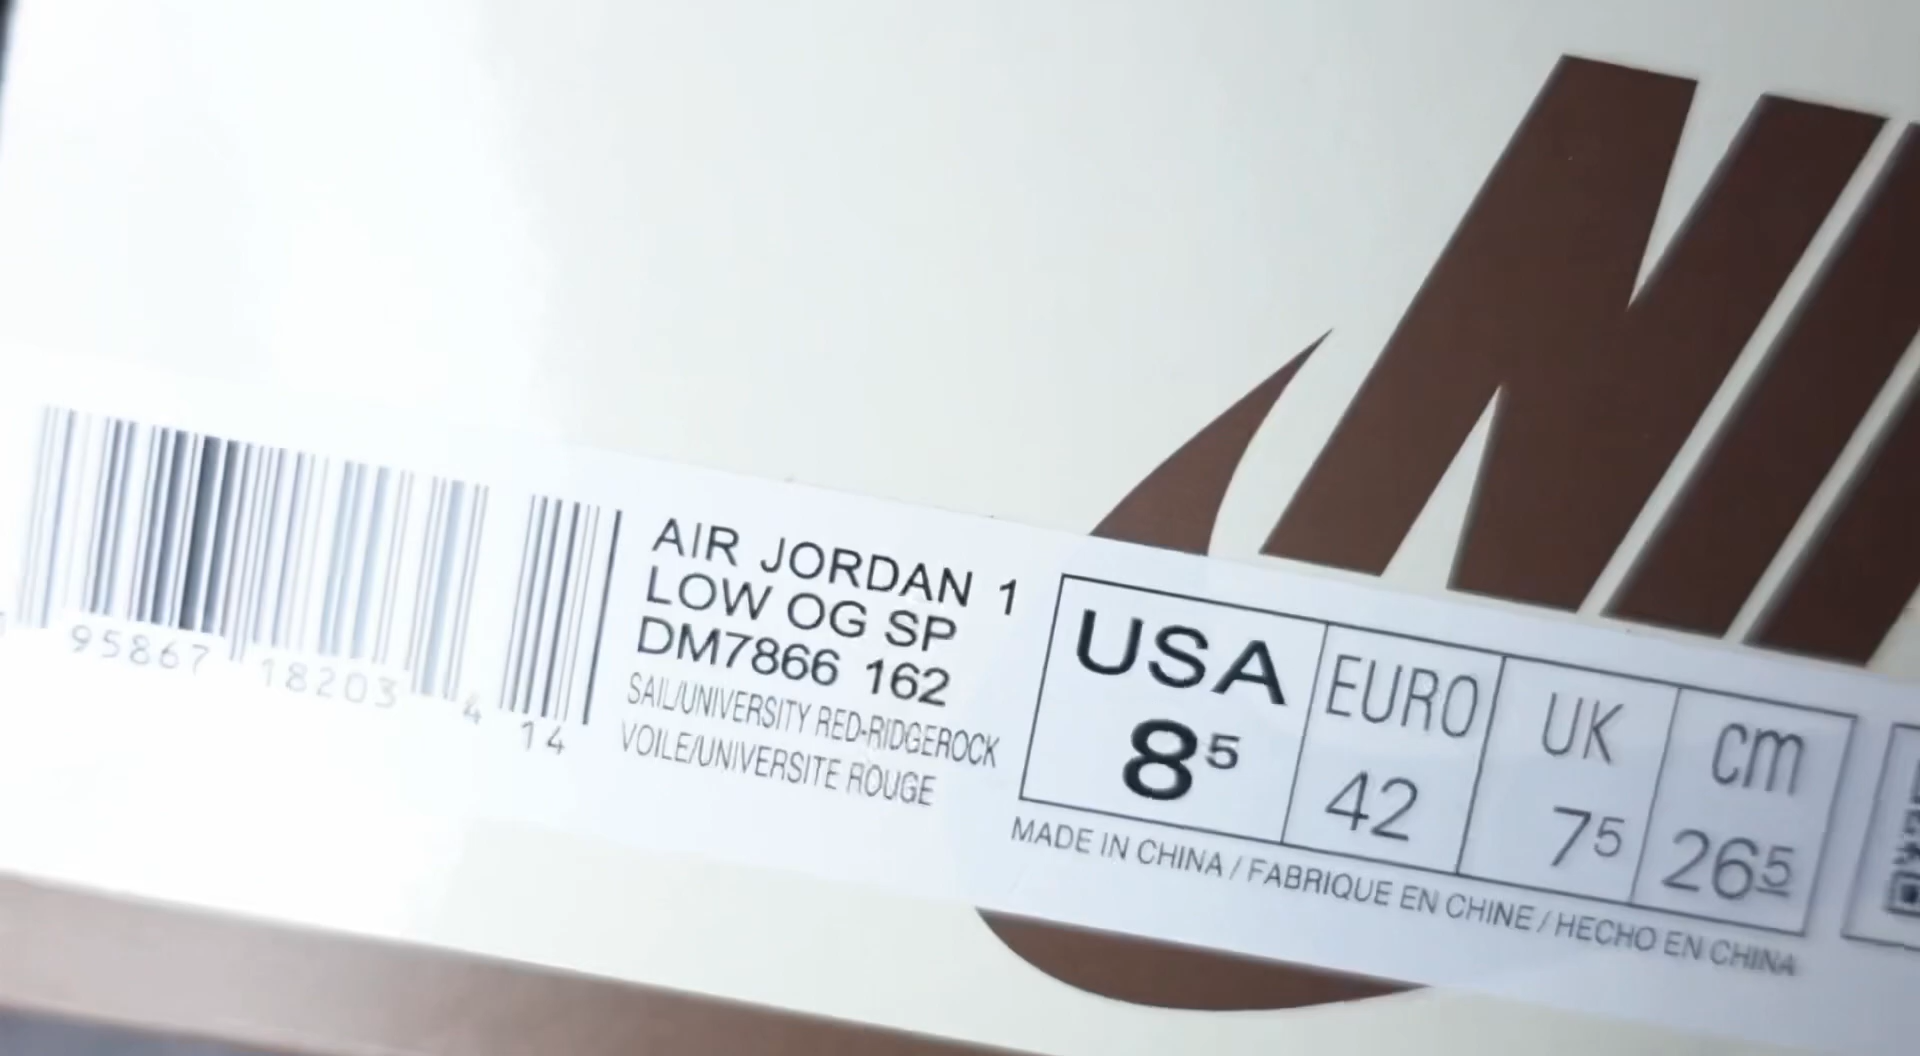 NI
AIR JORDAN 1
LOW OG SP
DM7866 162
SAIL/UNIVERSITY RED-RIDGEROCK
VOILE/UNIVERSITE ROUGE
95867 18203 4
14
USA EURO UK cm
8⁵ 42 7⁵ 26⁵
MADE IN CHINA / FABRIQUE EN CHINE / HECHO EN CHINA